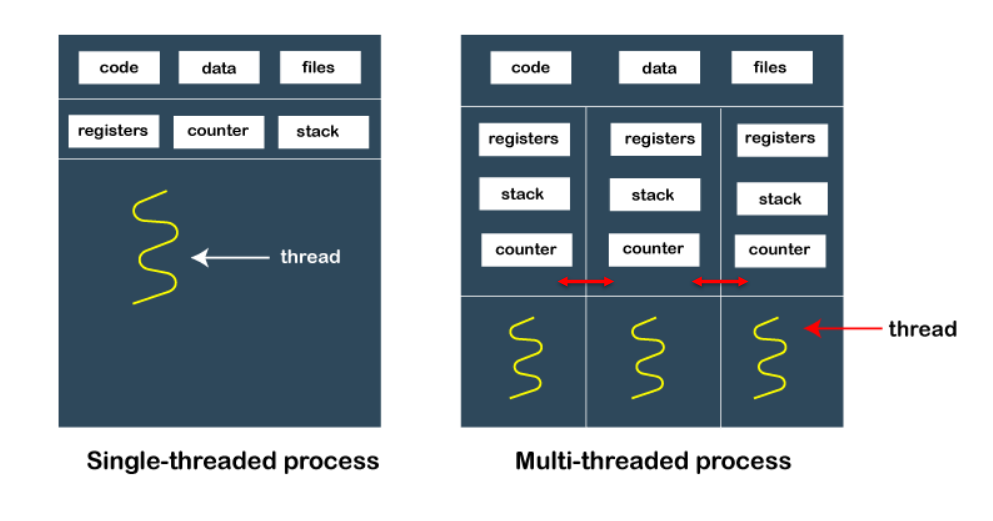 code data files
registers counter stack
thread
Single-threaded process
code data files
registers registers registers
stack stack stack
counter counter counter
thread
Multi-threaded process